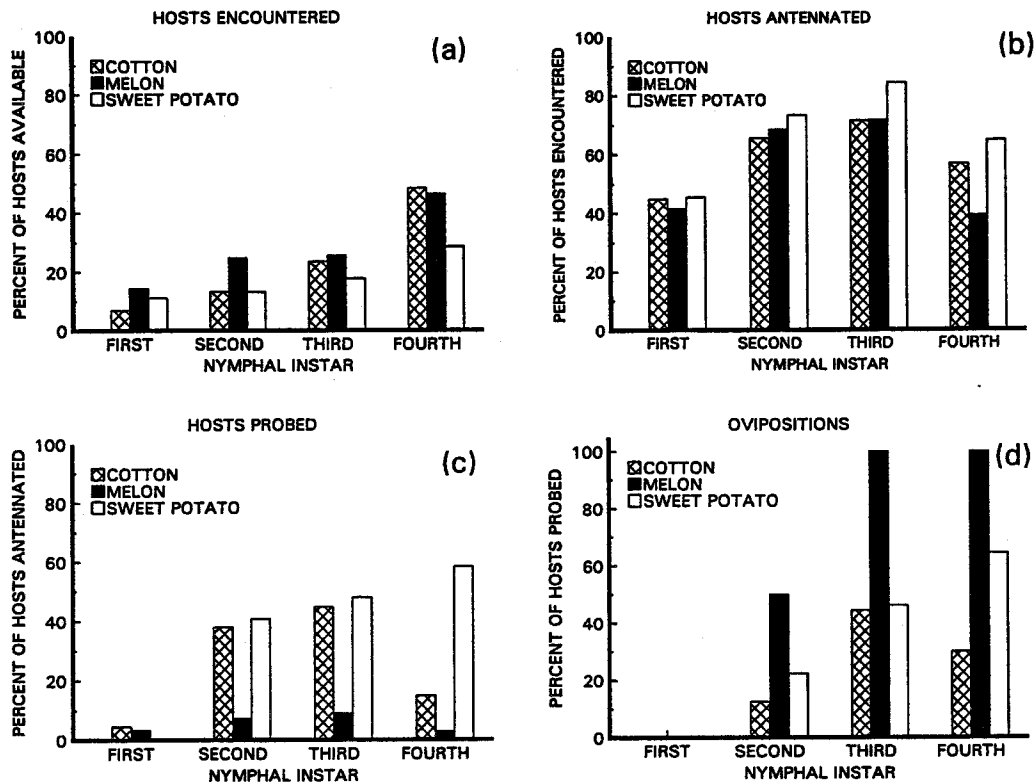 HOSTS ENCOUNTERED
(a)
PERCENT OF HOSTS AVAILABLE
100
80
60
40
20
0
COTTON
MELON
SWEET POTATO
FIRST SECOND THIRD FOURTH
NYMPHAL INSTAR
HOSTS ANTENNATED
(b)
PERCENT OF HOSTS ENCOUNTERED
100
80
60
40
20
0
COTTON
MELON
SWEET POTATO
FIRST SECOND THIRD FOURTH
NYMPHAL INSTAR
HOSTS PROBED
(c)
PERCENT OF HOSTS ANTENNATED
100
80
60
40
20
0
COTTON
MELON
SWEET POTATO
FIRST SECOND THIRD FOURTH
NYMPHAL INSTAR
OVIPOSITIONS
(d)
PERCENT OF HOSTS PROBED
100
80
60
40
20
0
COTTON
MELON
SWEET POTATO
FIRST SECOND THIRD FOURTH
NYMPHAL INSTAR